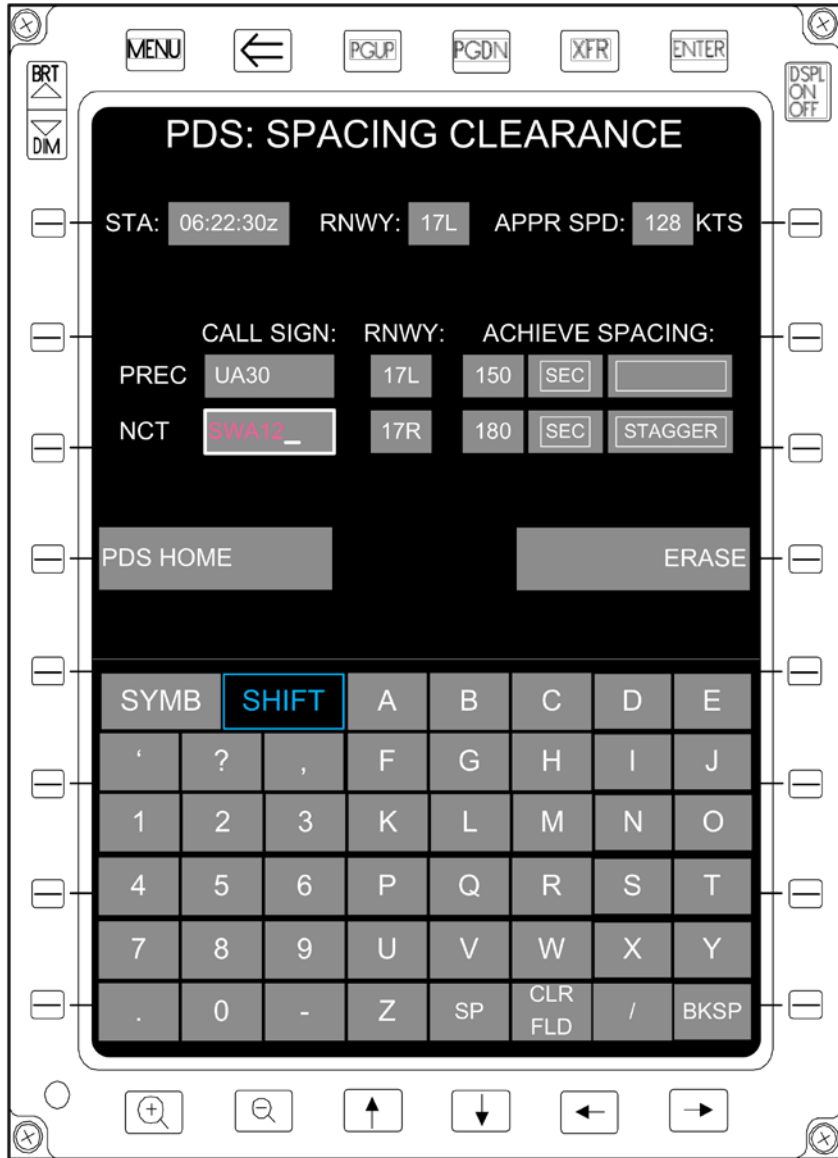 MENU PGUP PGDN XFR ENTER
BRT
DIM
DSPL
ON
OFF
PDS: SPACING CLEARANCE
STA: 06:22:30z RNWY: 17L APPR SPD: 128 KTS
CALL SIGN: RNWY: ACHIEVE SPACING:
PREC UA30 17L 150 SEC
NCT SWA12_ 17R 180 SEC STAGGER
PDS HOME ERASE
SYMB SHIFT A B C D E
‘ ? , F G H I J
1 2 3 K L M N O
4 5 6 P Q R S T
7 8 9 U V W X Y
. 0 - Z SP CLR FLD / BKSP